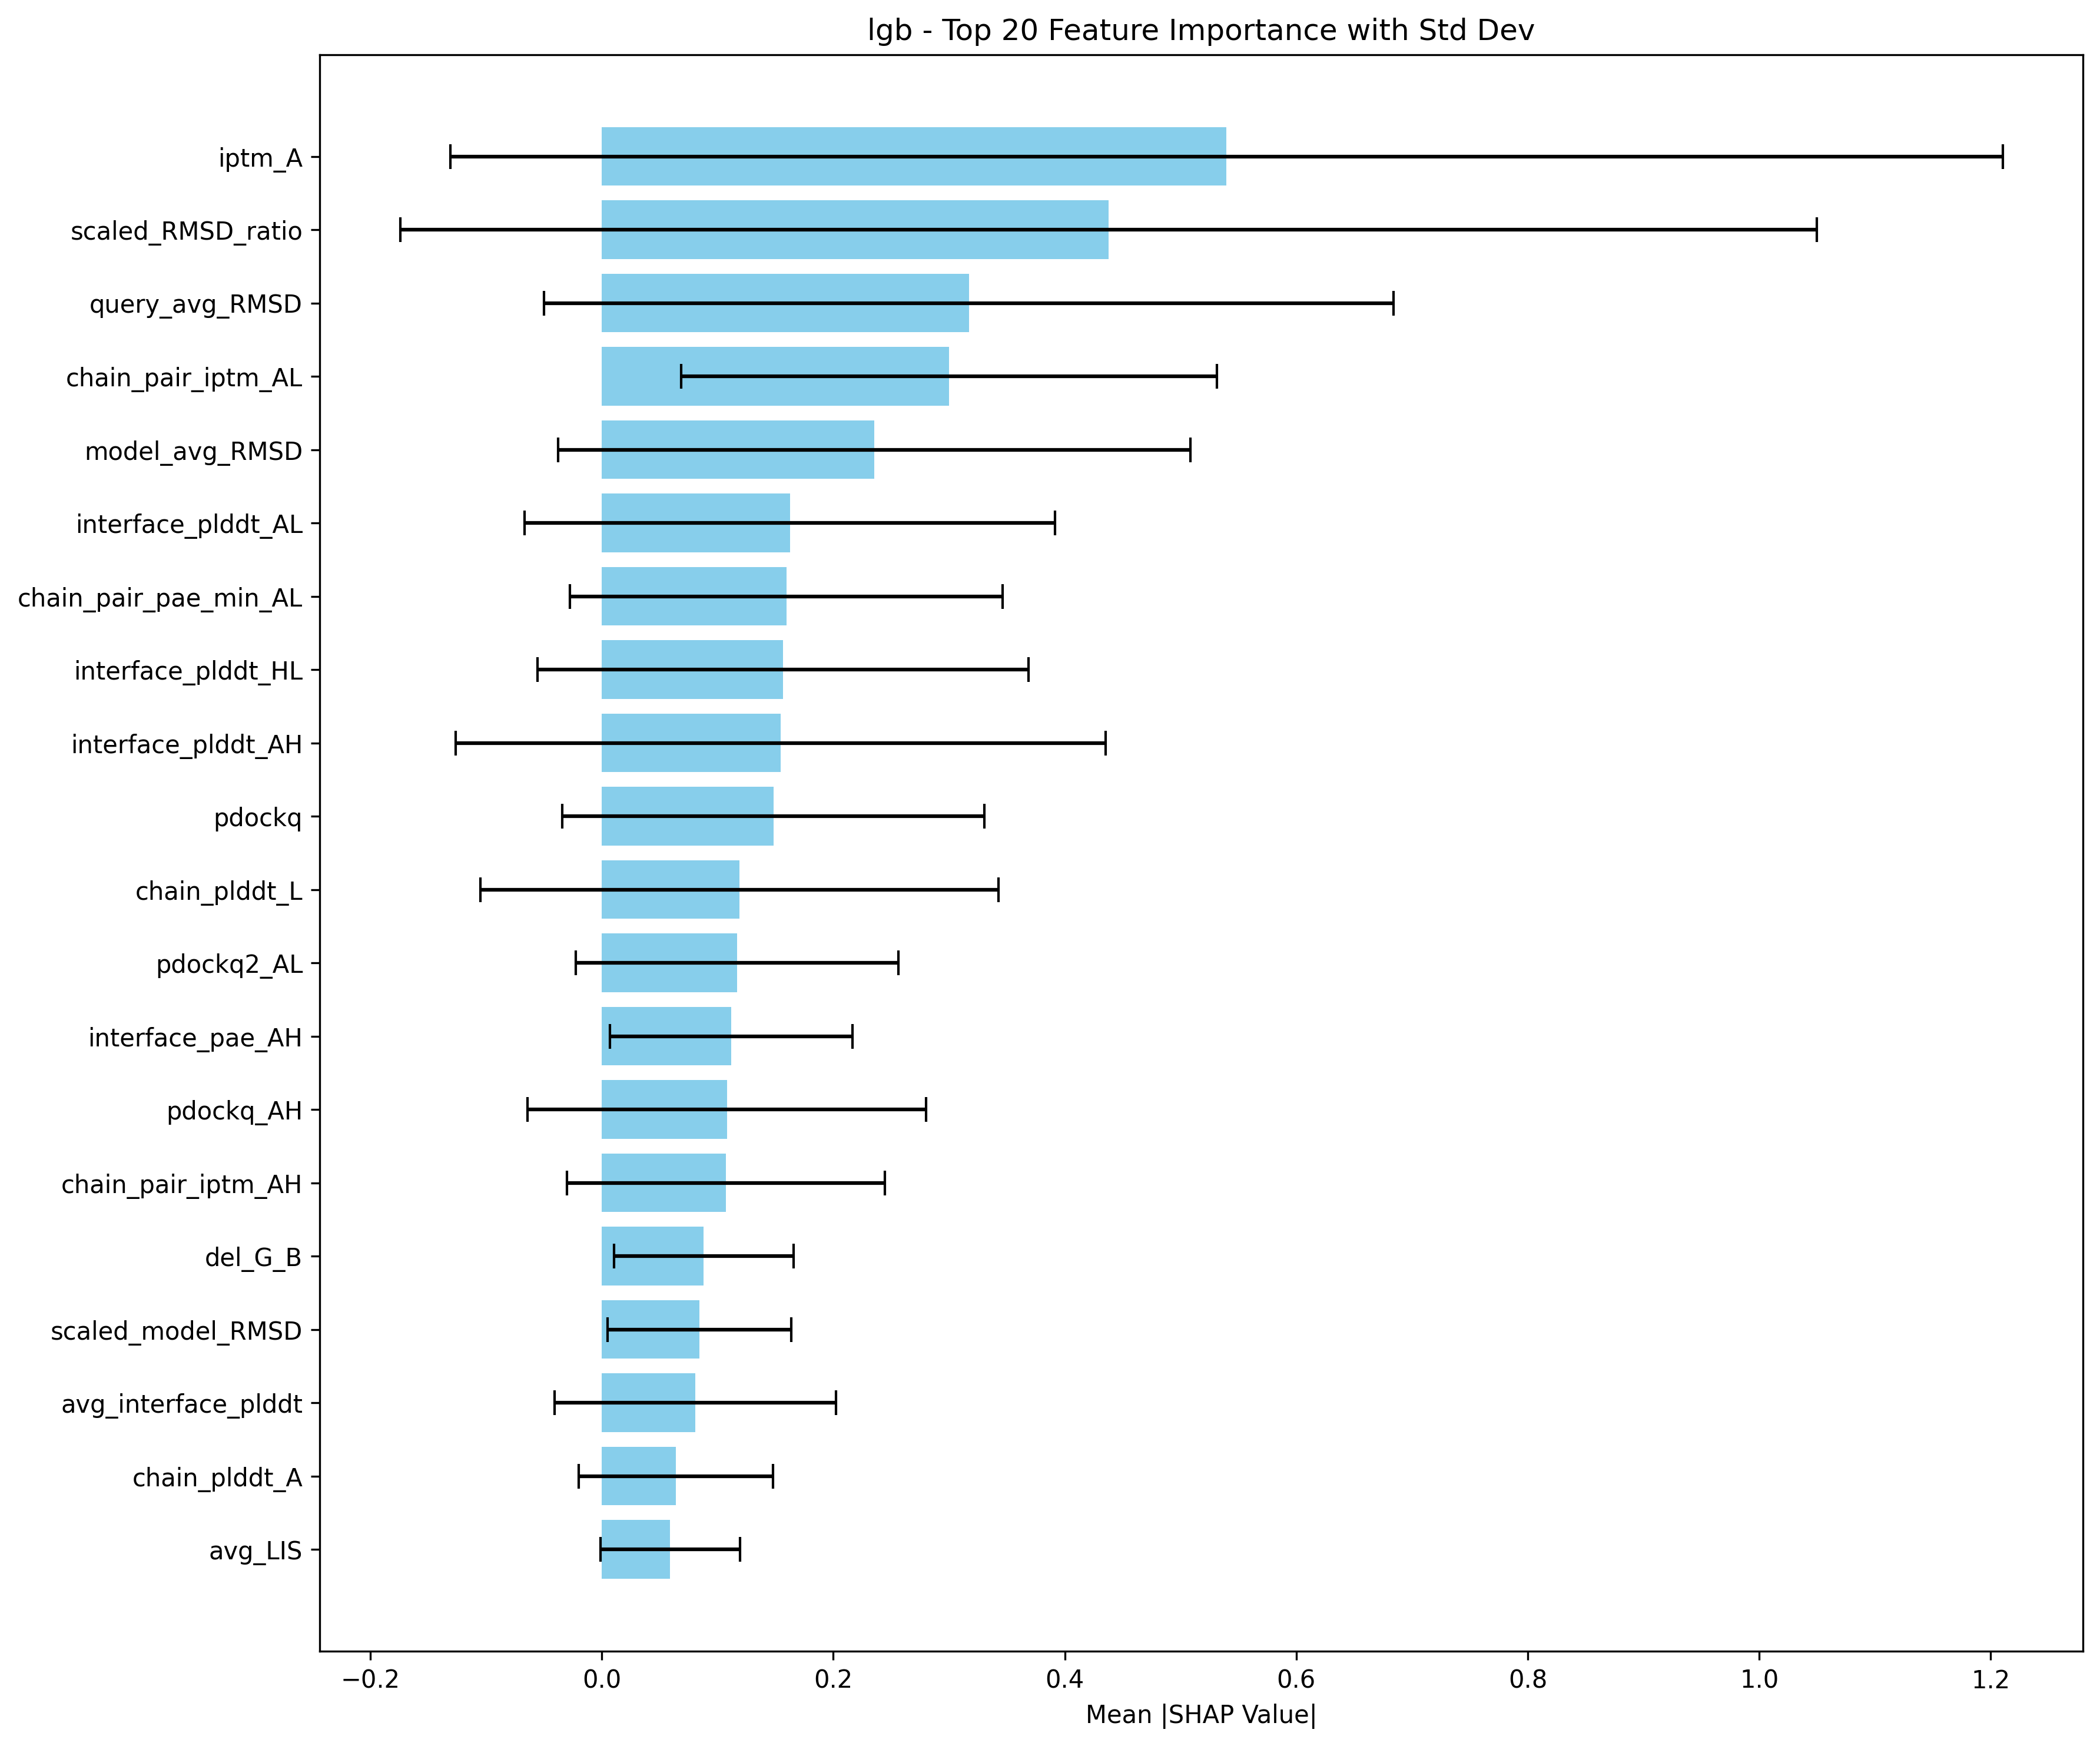 lgb - Top 20 Feature Importance with Std Dev
iptm_A
scaled_RMSD_ratio
query_avg_RMSD
chain_pair_iptm_AL
model_avg_RMSD
interface_plddt_AL
chain_pair_pae_min_AL
interface_plddt_HL
interface_plddt_AH
pdockq
chain_plddt_L
pdockq2_AL
interface_pae_AH
pdockq_AH
chain_pair_iptm_AH
del_G_B
scaled_model_RMSD
avg_interface_plddt
chain_plddt_A
avg_LIS
−0.2 0.0 0.2 0.4 0.6 0.8 1.0 1.2
Mean |SHAP Value|